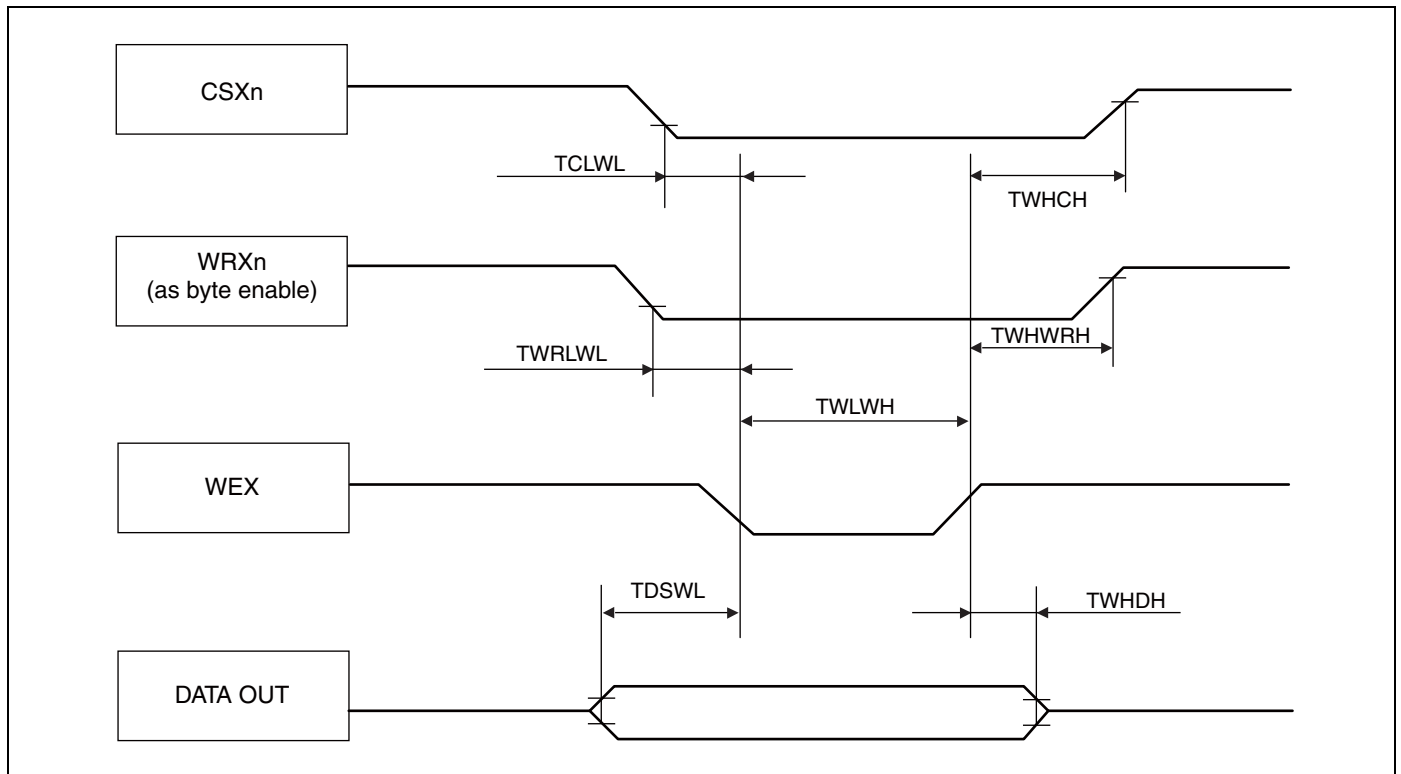 CSXn
TCLWL
TWHCH
WRXn
(as byte enable)
TWRLWL
TWHWRH
TWLWH
WEX
TDSWL
TWHDH
DATA OUT